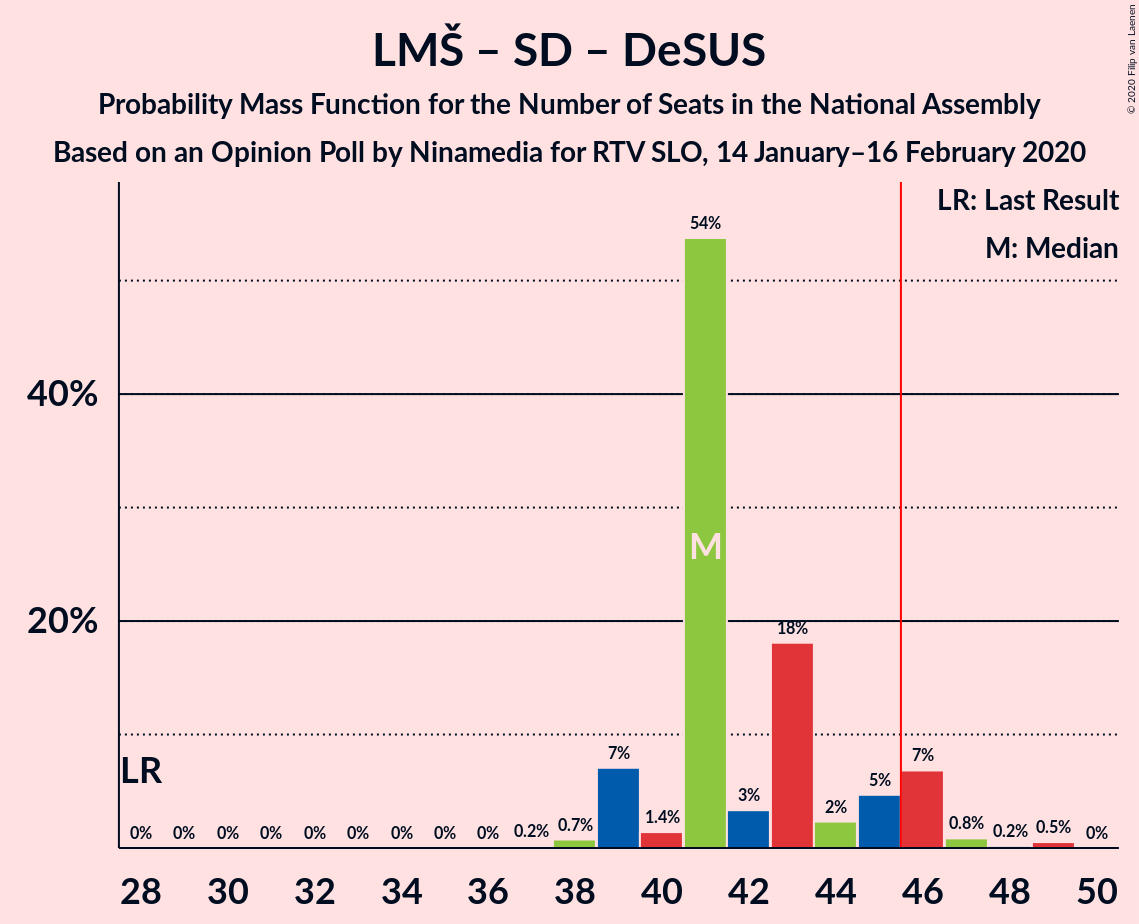 LMŠ – SD – DeSUS
Probability Mass Function for the Number of Seats in the National Assembly
Based on an Opinion Poll by Ninamedia for RTV SLO, 14 January–16 February 2020
© 2020 Filip van Laenen
LR: Last Result
M: Median
40%
20%
LR
M
0% 0% 0% 0% 0% 0% 0% 0% 0% 0.2% 0.7% 7% 1.4% 54% 3% 18% 2% 5% 7% 0.8% 0.2% 0.5% 0%
28 30 32 34 36 38 40 42 44 46 48 50